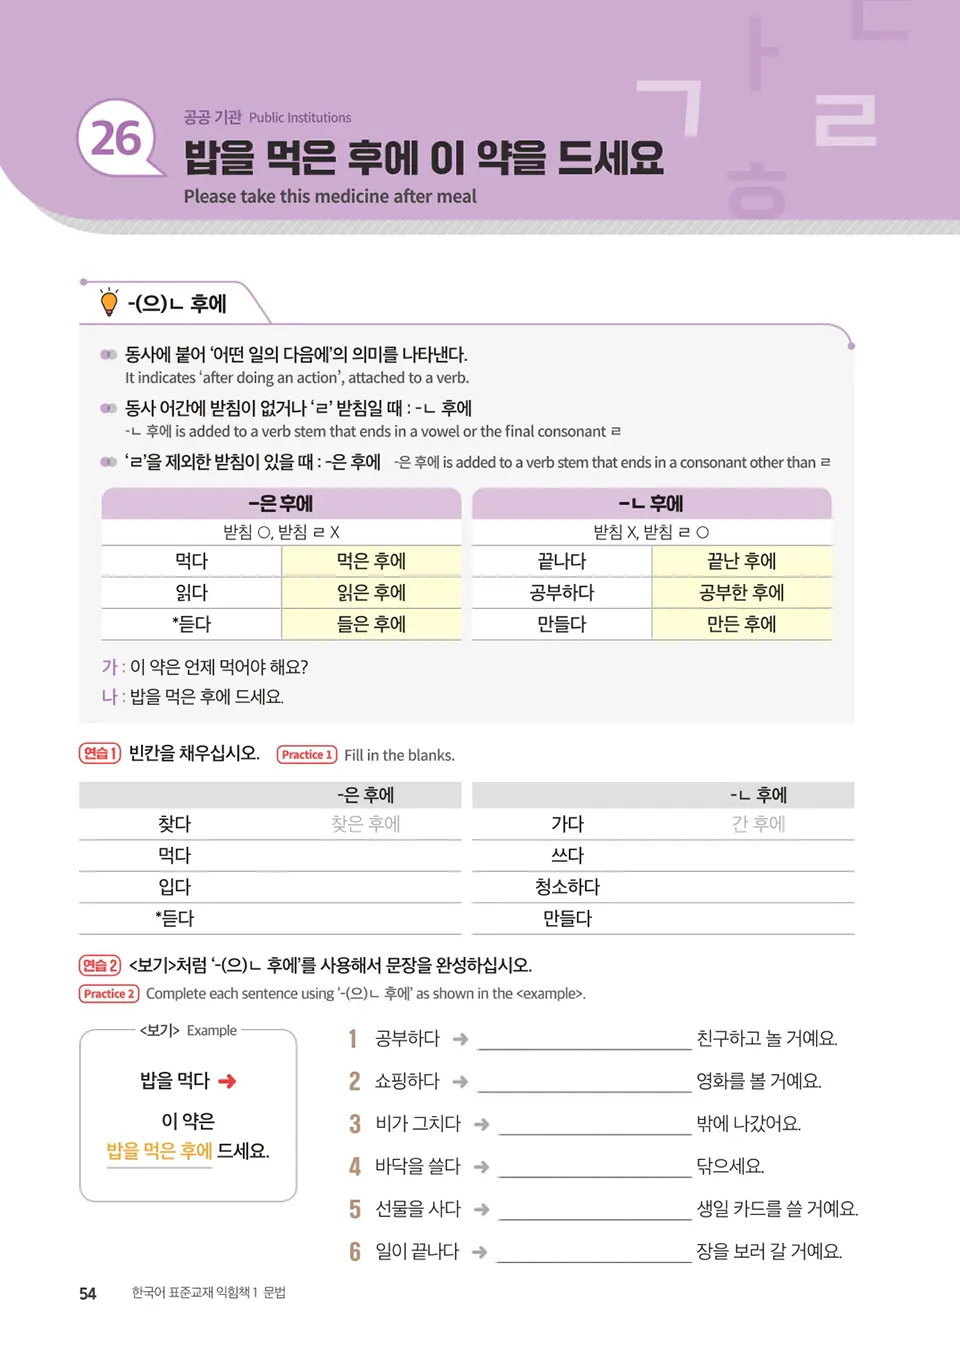 26
공공 기관 Public Institutions
밥을 먹은 후에 이 약을 드세요
Please take this medicine after meal
ㄱ ㅏ ㄷ ㄹ ㅎ
-(으)ㄴ 후에
동사에 붙어 ‘어떤 일의 다음에’의 의미를 나타낸다.
It indicates ‘after doing an action’, attached to a verb.
동사 어간에 받침이 없거나 ‘ㄹ’ 받침일 때 : -ㄴ 후에
-ㄴ 후에 is added to a verb stem that ends in a vowel or the final consonant ㄹ
‘ㄹ’을 제외한 받침이 있을 때 : -은 후에 -은 후에 is added to a verb stem that ends in a consonant other than ㄹ
-은 후에 -ㄴ 후에
받침 ○, 받침 ㄹ X 받침 X, 받침 ㄹ ○
먹다 먹은 후에 끝나다 끝난 후에
읽다 읽은 후에 공부하다 공부한 후에
*듣다 들은 후에 만들다 만든 후에
가 : 이 약은 언제 먹어야 해요?
나 : 밥을 먹은 후에 드세요.
연습 1 빈칸을 채우십시오. Practice 1 Fill in the blanks.
-은 후에 -ㄴ 후에
찾다 찾은 후에 가다 간 후에
먹다 쓰다
입다 청소하다
*듣다 만들다
연습 2 <보기>처럼 ‘-(으)ㄴ 후에’를 사용해서 문장을 완성하십시오.
Practice 2 Complete each sentence using ‘-(으)ㄴ 후에’ as shown in the <example>.
<보기> Example
밥을 먹다 ➜
이 약은
밥을 먹은 후에 드세요.
1 공부하다 ➜ ____________ 친구하고 놀 거예요.
2 쇼핑하다 ➜ ____________ 영화를 볼 거예요.
3 비가 그치다 ➜ ____________ 밖에 나갔어요.
4 바닥을 쓸다 ➜ ____________ 닦으세요.
5 선물을 사다 ➜ ____________ 생일 카드를 쓸 거예요.
6 일이 끝나다 ➜ ____________ 장을 보러 갈 거예요.
54 한국어 표준교재 익힘책 1 문법